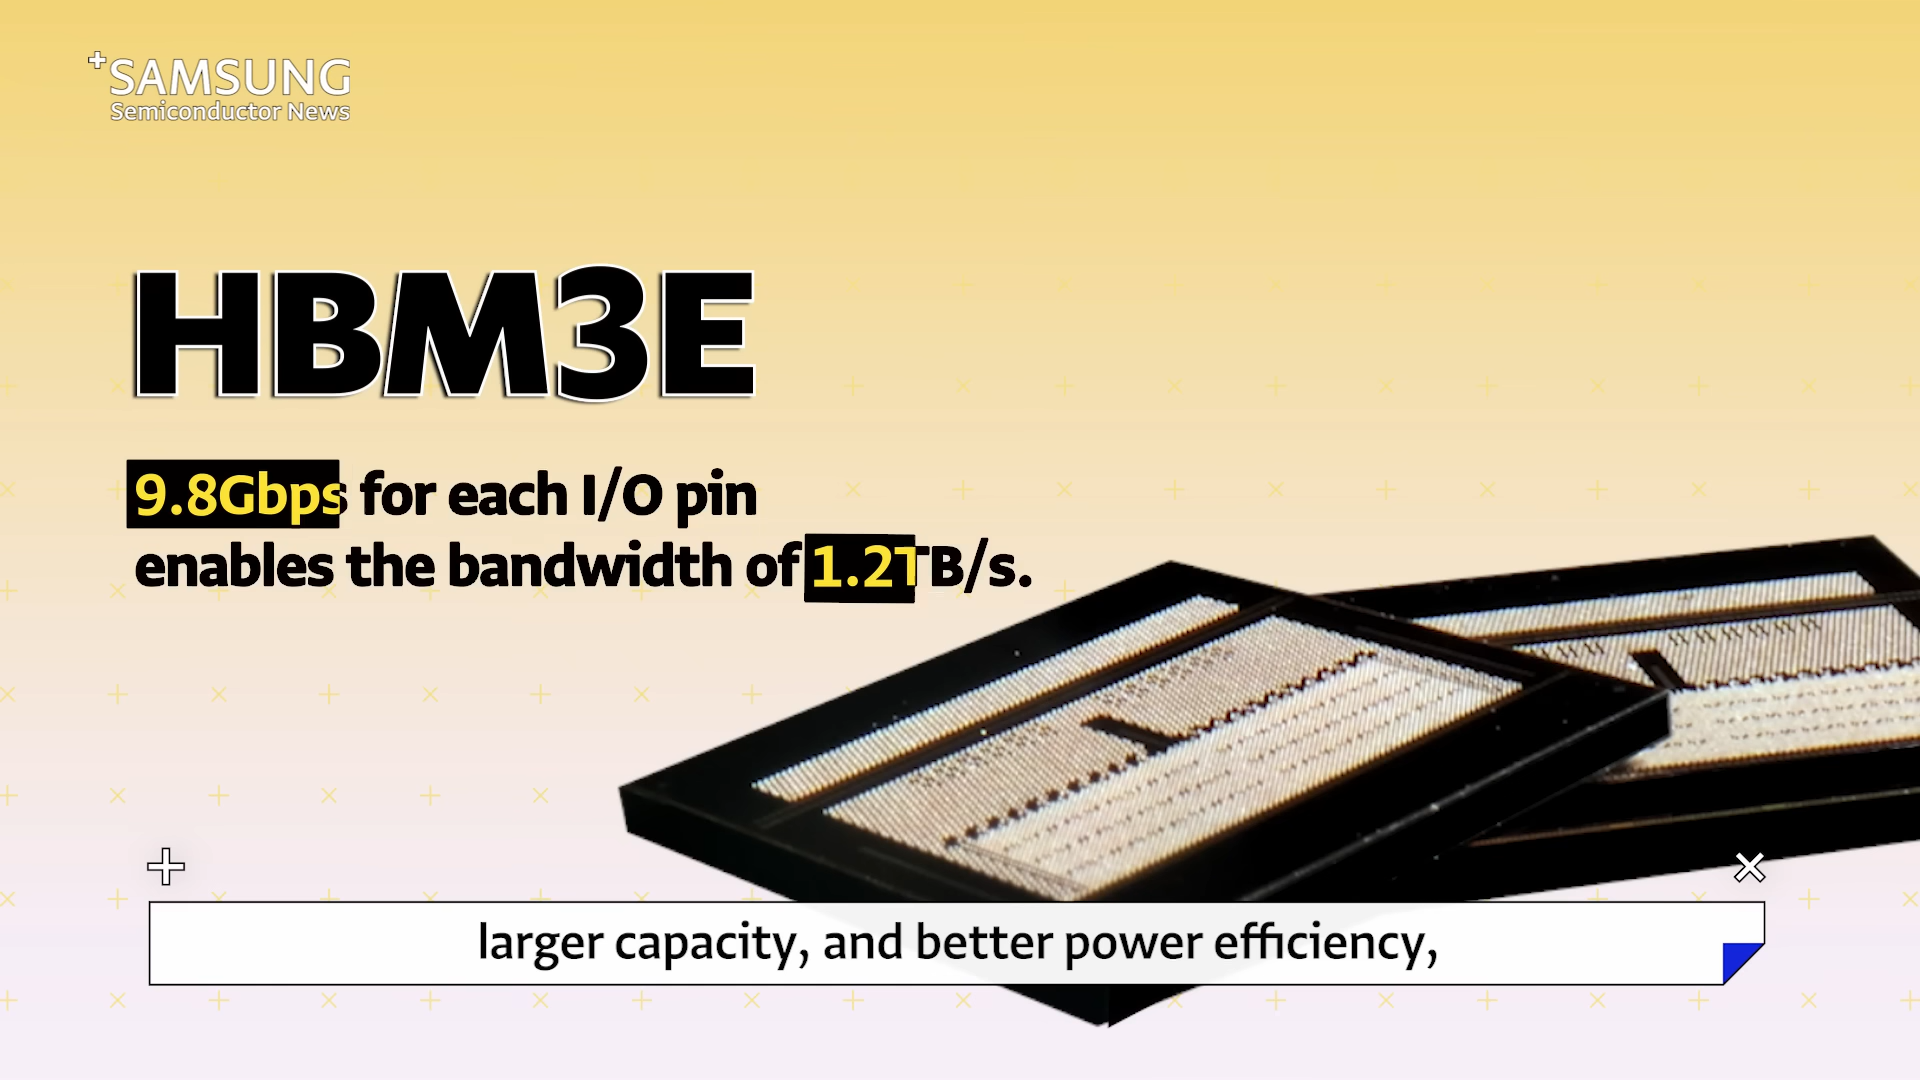 SAMSUNG
Semiconductor News
HBM3E
9.8Gbps for each I/O pin
enables the bandwidth of 1.2TB/s.
larger capacity, and better power efficiency,